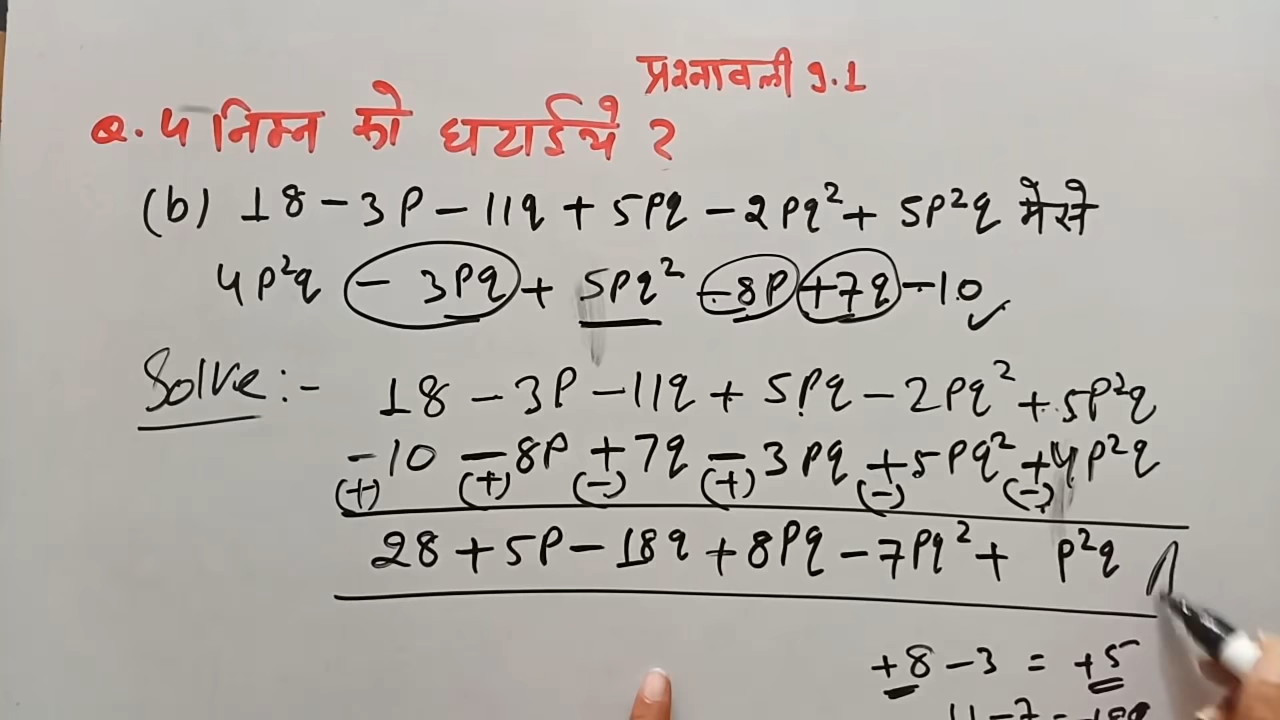 प्रश्नावली 9.1
Q. 4 निम्न को घटाईये २
(b) 18 - 3P - 11q + 5Pq - 2Pq² + 5P²q मेसे
4P²q - 3Pq + 5Pq² - 8P + 7q - 10 ✓
Solve :- 18 - 3P - 11q + 5Pq - 2Pq² + 5P²q
- 10 - 8P + 7q - 3Pq + 5Pq² + 4P²q
(+) (+) (-) (+) (-) (-)
28 + 5P - 18q + 8Pq - 7Pq² + P²q
+8 - 3 = +5